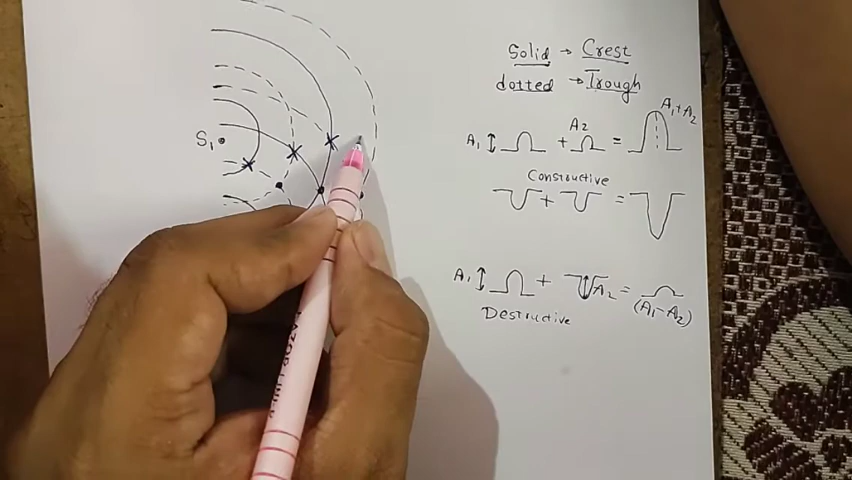 Solid → Crest
dotted → Trough
A₁ + A₂ = A₁+A₂
Constructive
+ =
A₁ + A₂ = (A₁-A₂)
Destructive
S₁